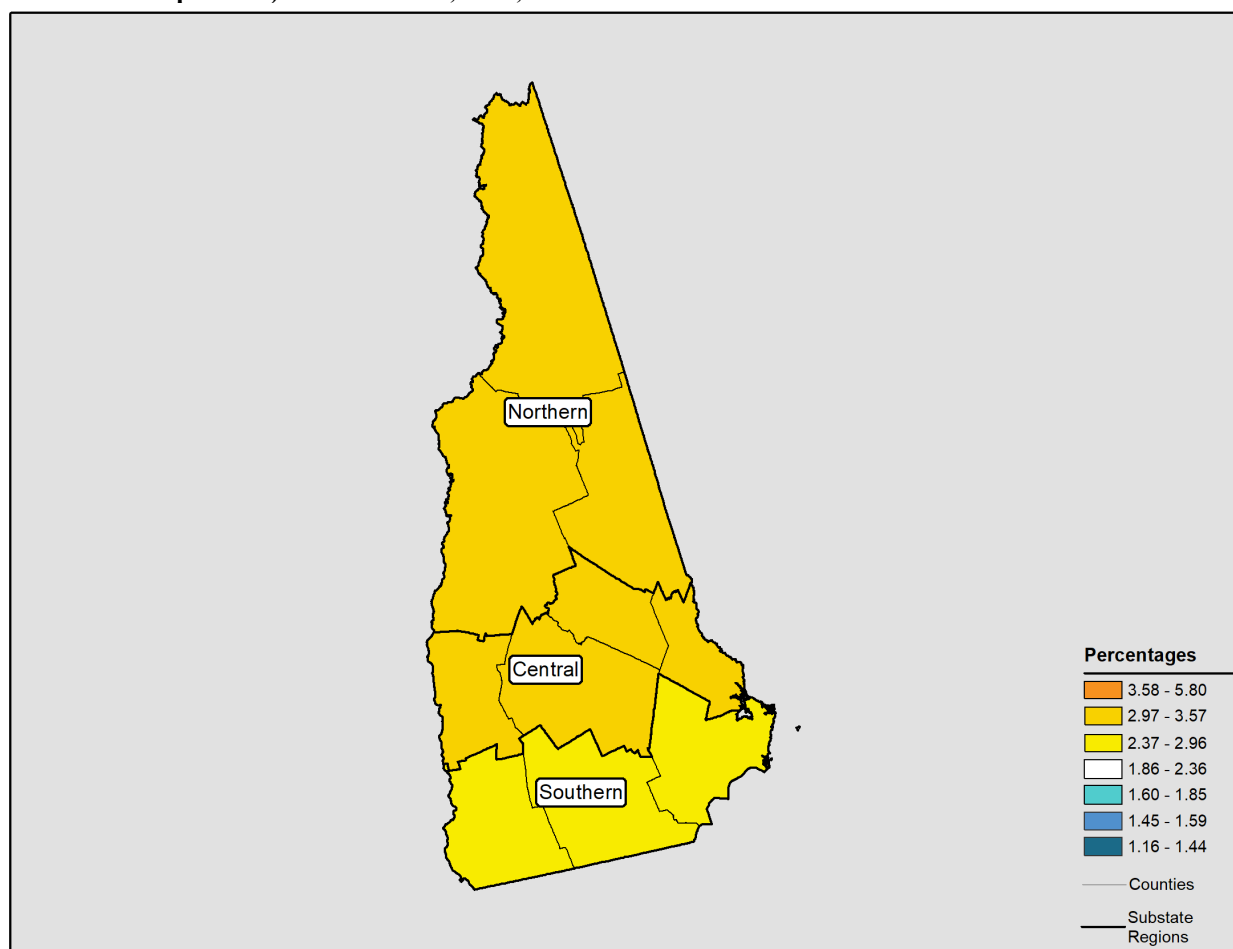 Northern
Central
Southern
Percentages
3.58 - 5.80
2.97 - 3.57
2.37 - 2.96
1.86 - 2.36
1.60 - 1.85
1.45 - 1.59
1.16 - 1.44
Counties
Substate
Regions